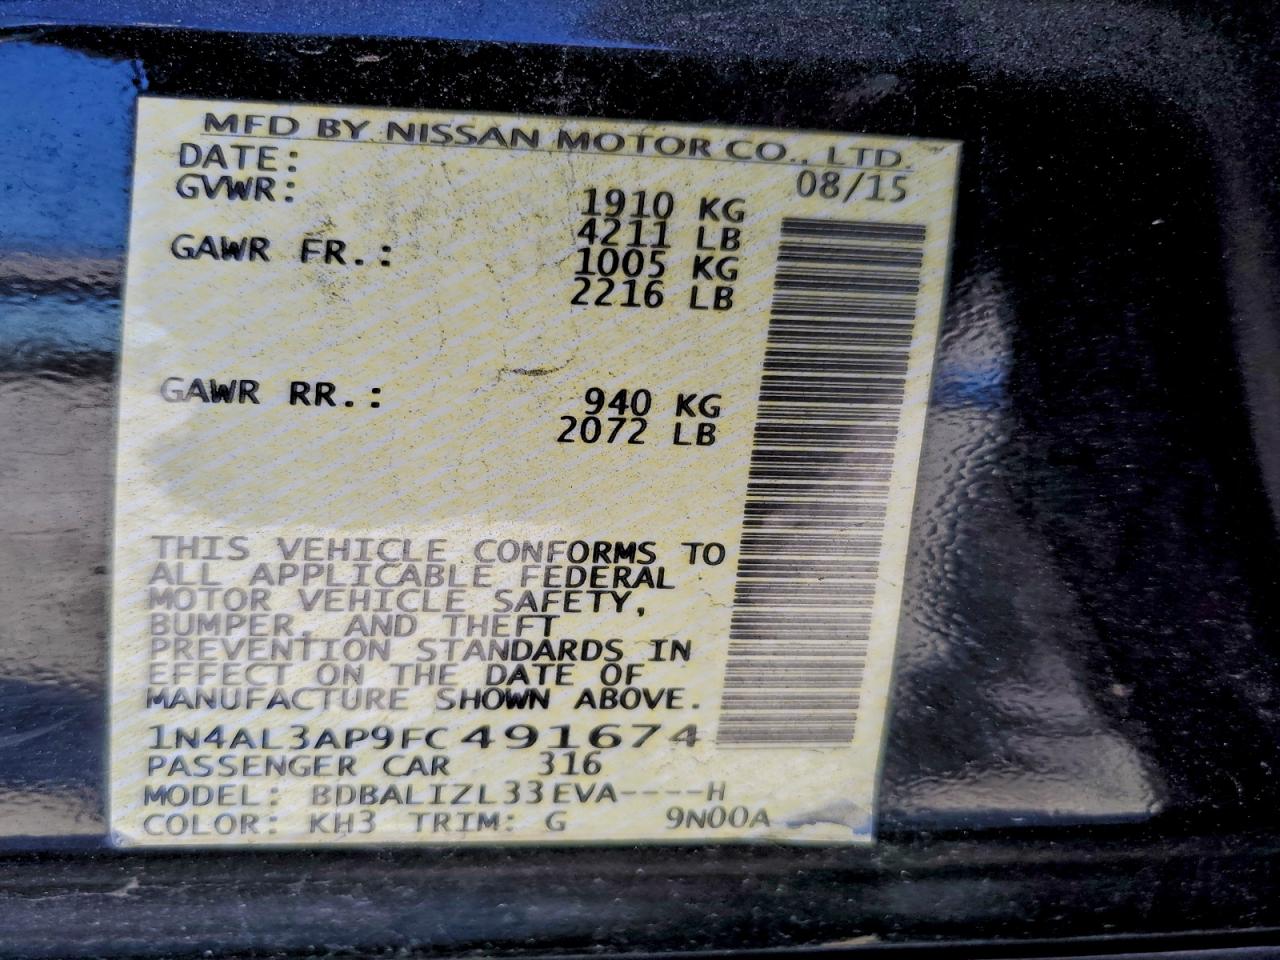 MFD BY NISSAN MOTOR CO., LTD.
DATE: 08/15
GVWR: 1910 KG
4211 LB
GAWR FR.: 1005 KG
2216 LB
GAWR RR.: 940 KG
2072 LB
THIS VEHICLE CONFORMS TO
ALL APPLICABLE FEDERAL
MOTOR VEHICLE SAFETY,
BUMPER, AND THEFT
PREVENTION STANDARDS IN
EFFECT ON THE DATE OF
MANUFACTURE SHOWN ABOVE.
1N4AL3AP9FC491674
PASSENGER CAR 316
MODEL: BDBALIZL33EVA----H
COLOR: KH3 TRIM: G 9N00A